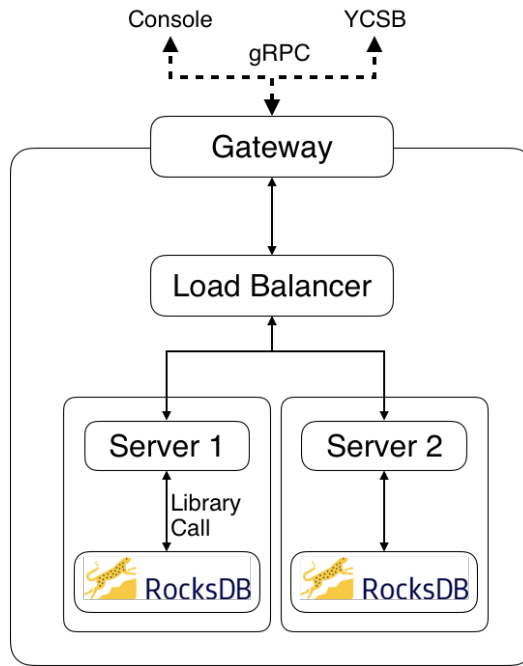 Console
YCSB
gRPC
Gateway
Load Balancer
Server 1
Server 2
Library
Call
RocksDB
RocksDB